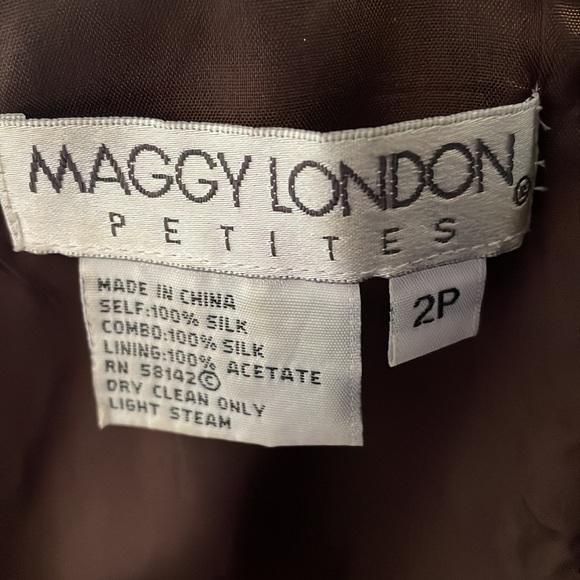 MAGGY LONDON®
PETITES
MADE IN CHINA
SELF:100% SILK
COMBO:100% SILK
LINING:100% ACETATE
RN 58142©
DRY CLEAN ONLY
LIGHT STEAM
2P